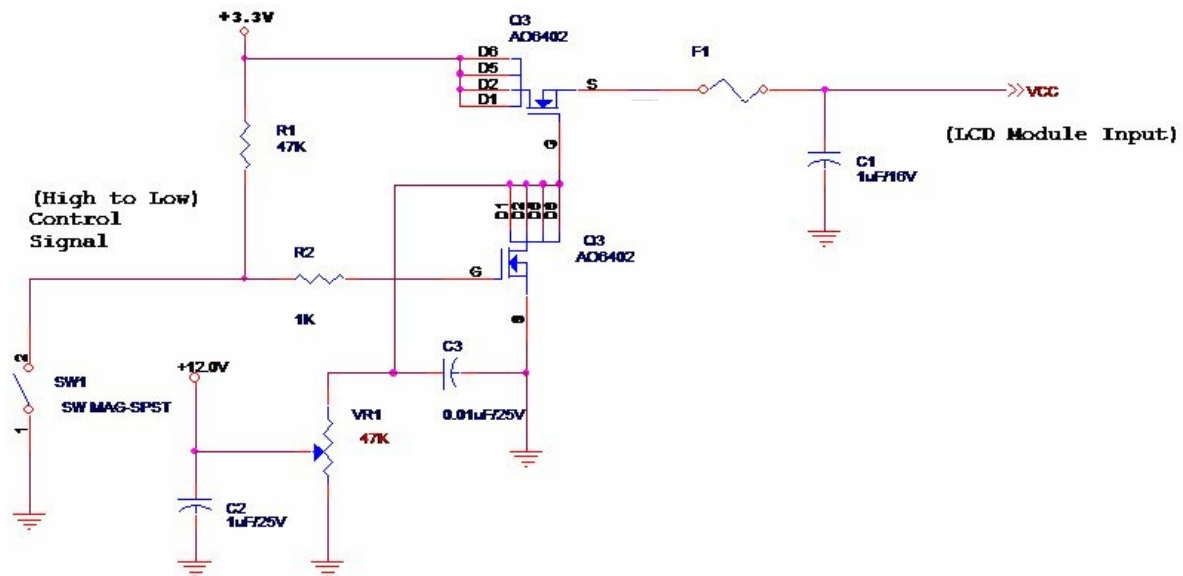 +3.3V
Q3
AO6402
F1
D6
D5
D2
D1
S
VCC
(LCD Module Input)
R1
47K
G
C1
1uF/16V
(High to Low)
Control
Signal
D1
D2
Q3
AO6402
R2
G
1K
2
SW1
SW MAG-SPST
1
+12.0V
C3
0.01uF/25V
VR1
47K
C2
1uF/25V